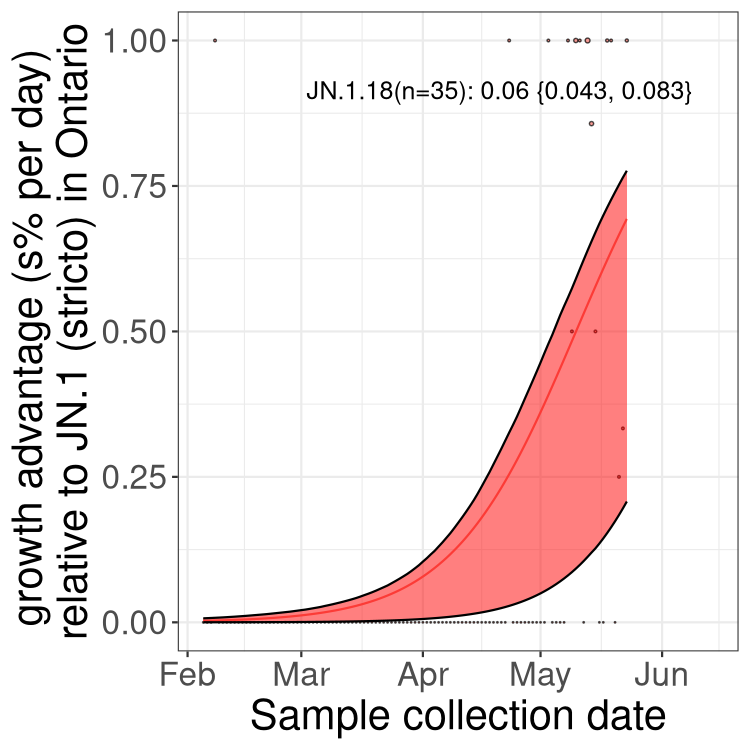 growth advantage (s% per day)
relative to JN.1 (stricto) in Ontario
1.00
0.75
0.50
0.25
0.00
JN.1.18(n=35): 0.06 {0.043, 0.083}
Feb Mar Apr May Jun
Sample collection date